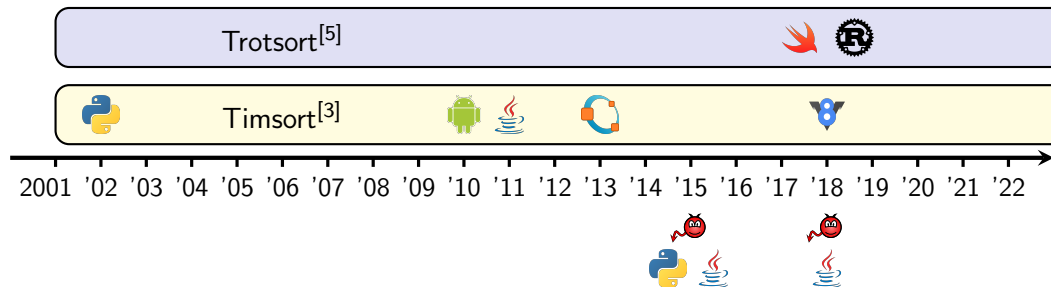 Trotsort[5]
R
Timsort[3]
8
2001 '02 '03 '04 '05 '06 '07 '08 '09 '10 '11 '12 '13 '14 '15 '16 '17 '18 '19 '20 '21 '22